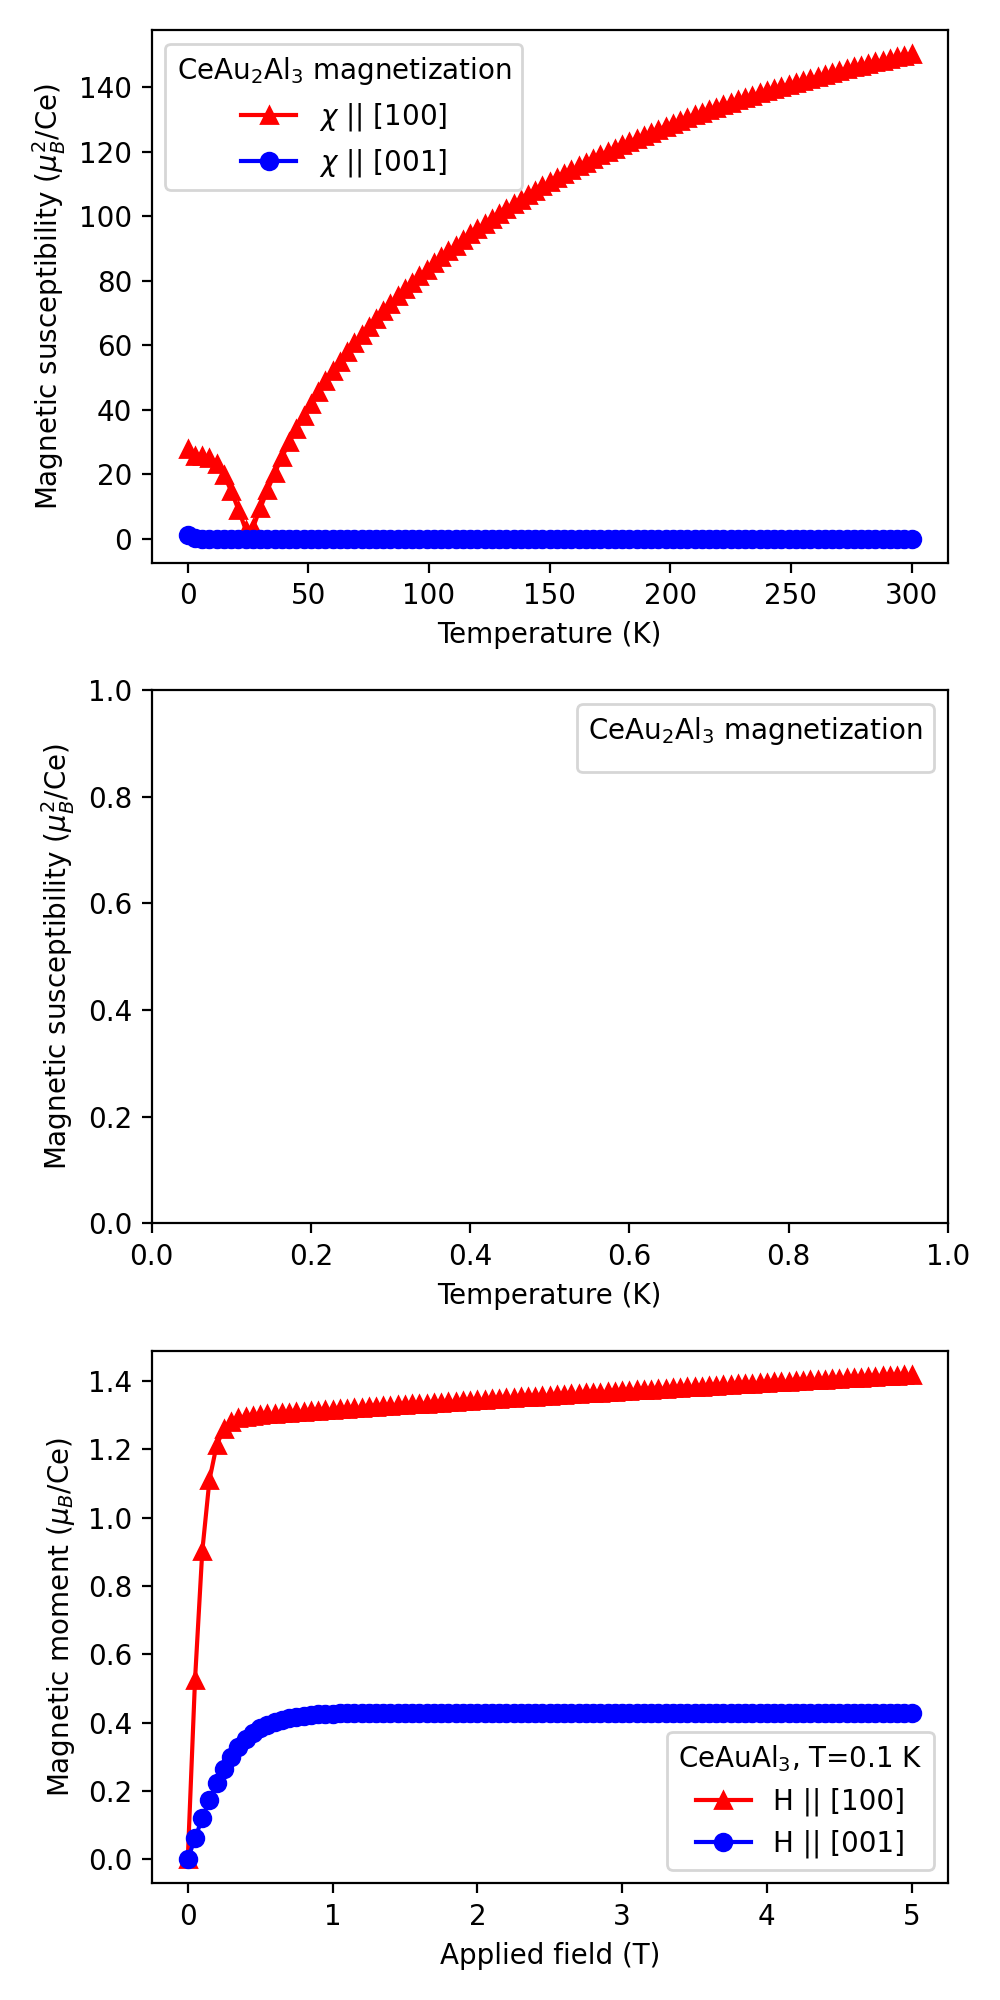 CeAu₂Al₃ magnetization
χ || [100]
χ || [001]
Magnetic susceptibility (μ_B²/Ce)
140
120
100
80
60
40
20
0
0 50 100 150 200 250 300
Temperature (K)
CeAu₂Al₃ magnetization
Magnetic susceptibility (μ_B²/Ce)
1.0
0.8
0.6
0.4
0.2
0.0
0.0 0.2 0.4 0.6 0.8 1.0
Temperature (K)
Magnetic moment (μ_B/Ce)
1.4
1.2
1.0
0.8
0.6
0.4
0.2
0.0
CeAuAl₃, T=0.1 K
H || [100]
H || [001]
0 1 2 3 4 5
Applied field (T)